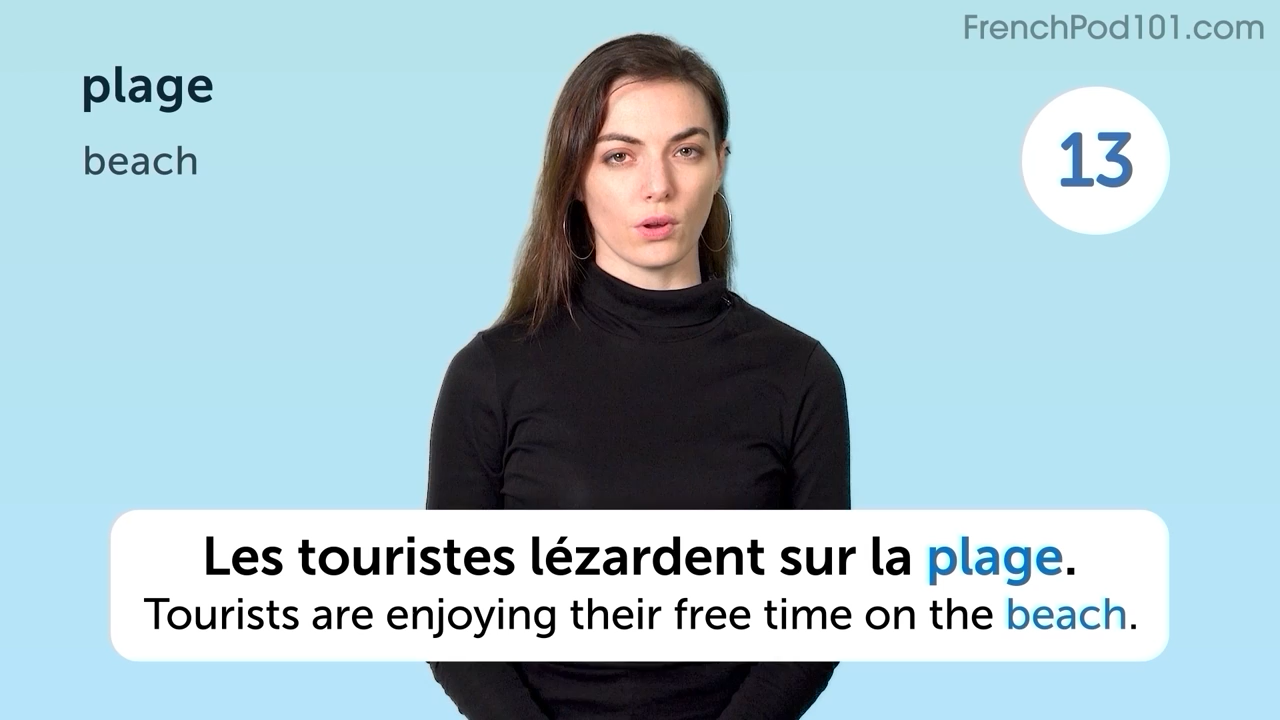 FrenchPod101.com
plage
beach
13
Les touristes lézardent sur la plage.
Tourists are enjoying their free time on the beach.